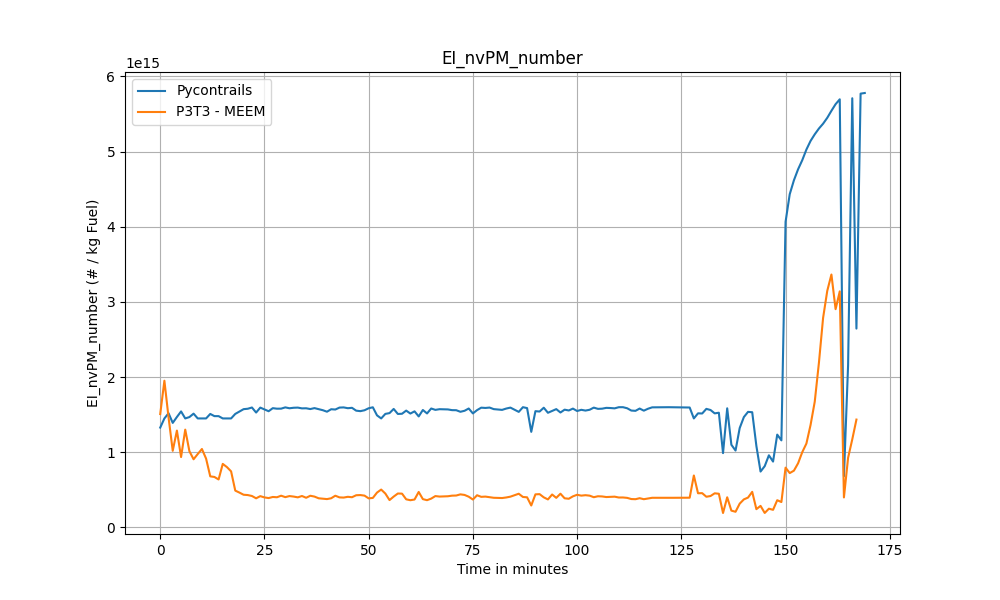 EI_nvPM_number
1e15
Pycontrails
P3T3 - MEEM
EI_nvPM_number (# / kg Fuel)
6
5
4
3
2
1
0
0 25 50 75 100 125 150 175
Time in minutes